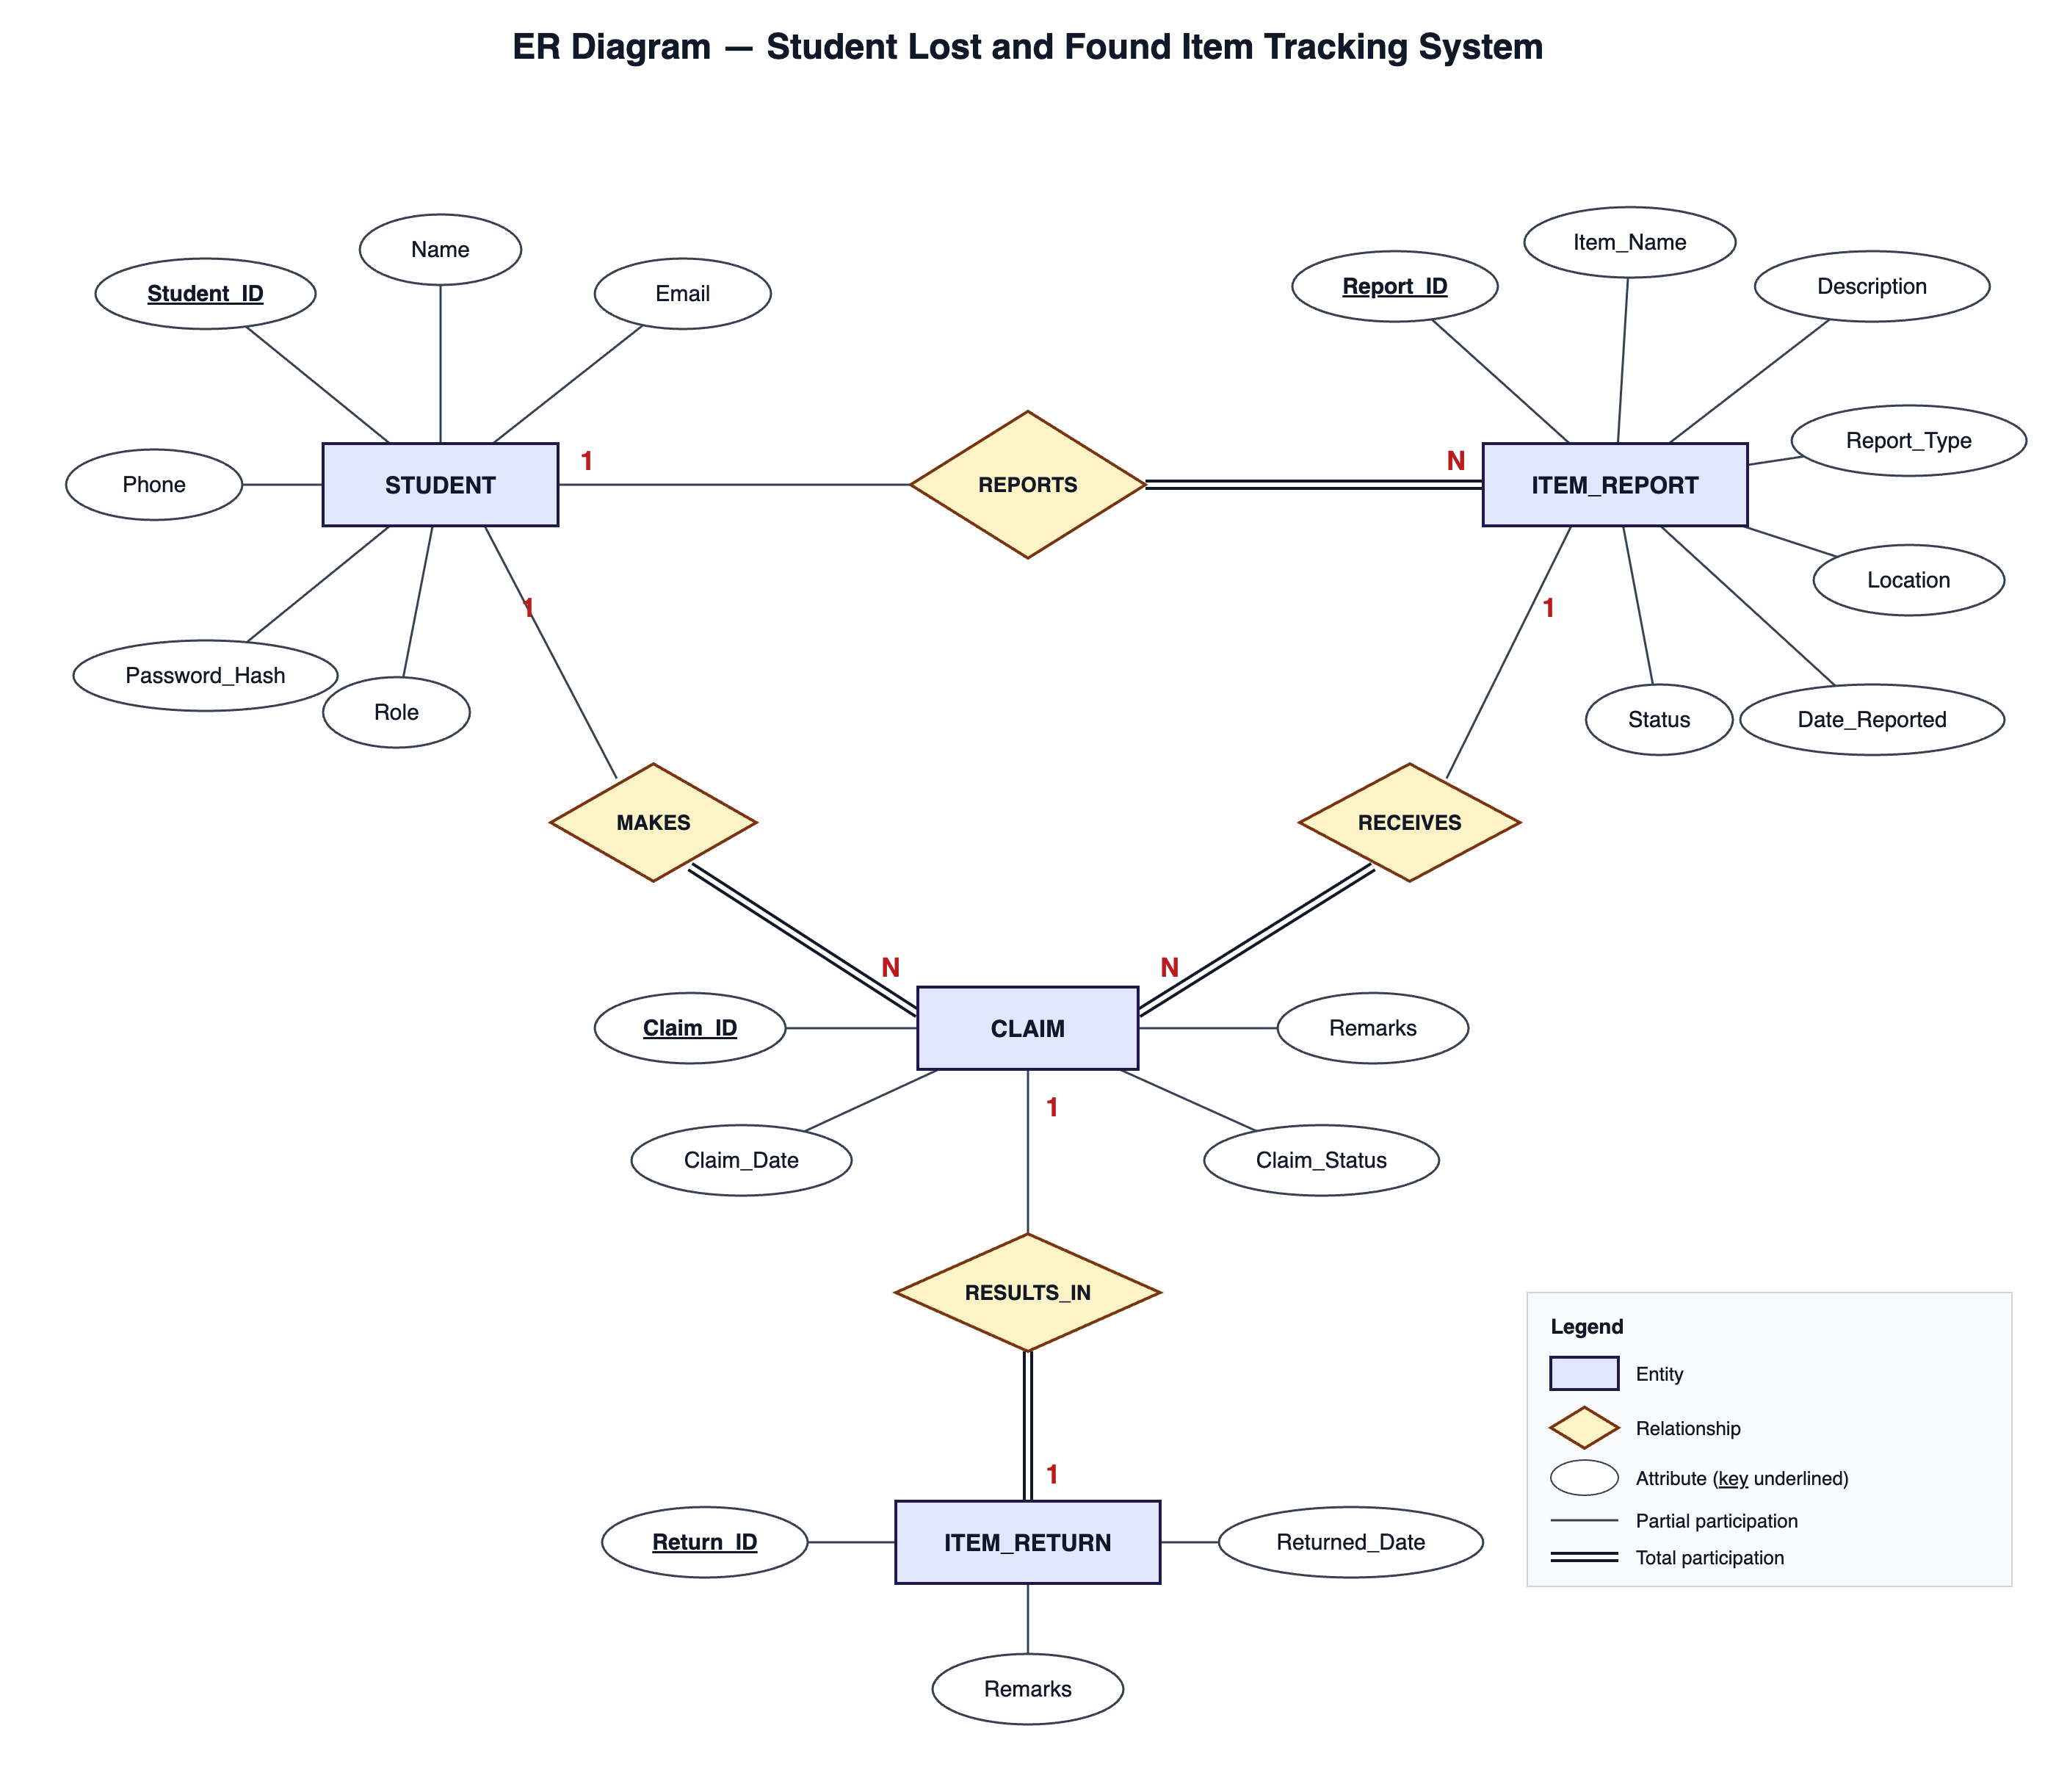 ER Diagram — Student Lost and Found Item Tracking System
Name
Student_ID
Email
Item_Name
Report_ID
Description
Report_Type
Phone
STUDENT
1
REPORTS
N
ITEM_REPORT
Location
1
1
Password_Hash
Role
Status
Date_Reported
MAKES
RECEIVES
N
N
Claim_ID
CLAIM
Remarks
1
Claim_Date
Claim_Status
RESULTS_IN
1
Return_ID
ITEM_RETURN
Returned_Date
Remarks
Legend
Entity
Relationship
Attribute (key underlined)
Partial participation
Total participation